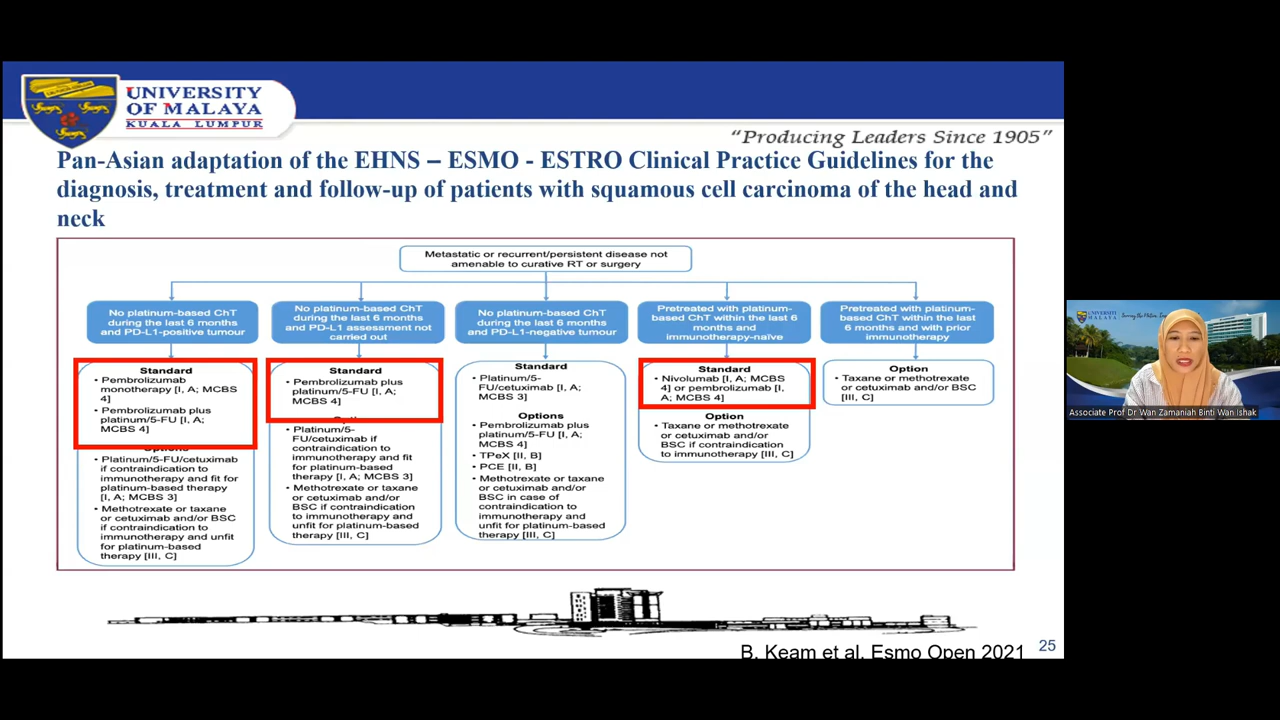 UNIVERSITY
OF MALAYA
KUALA LUMPUR
“Producing Leaders Since 1905”
Pan-Asian adaptation of the EHNS – ESMO - ESTRO Clinical Practice Guidelines for the
diagnosis, treatment and follow-up of patients with squamous cell carcinoma of the head and
neck
Metastatic or recurrent/persistent disease not
amenable to curative RT or surgery
No platinum-based ChT
during the last 6 months
and PD-L1-positive tumour
Standard
• Pembrolizumab
monotherapy [I, A; MCBS
4]
• Pembrolizumab plus
platinum/5-FU [I, A;
MCBS 4]
Options
• Platinum/5-FU/cetuximab
if contraindication to
immunotherapy and fit for
platinum-based therapy
[I, A; MCBS 3]
• Methotrexate or taxane
or cetuximab and/or BSC
if contraindication to
immunotherapy and unfit
for platinum-based
therapy [III, C]
No platinum-based ChT
during the last 6 months
and PD-L1 assessment not
carried out
Standard
• Pembrolizumab plus
platinum/5-FU [I, A;
MCBS 4]
• Platinum/5-
FU/cetuximab if
contraindication to
immunotherapy and fit
for platinum-based
therapy [I, A; MCBS 3]
• Methotrexate or taxane
or cetuximab and/or
BSC if contraindication
to immunotherapy and
unfit for platinum-based
therapy [III, C]
No platinum-based ChT
during the last 6 months
and PD-L1-negative tumour
Standard
• Platinum/5-
FU/cetuximab [I, A;
MCBS 3]
Options
• Pembrolizumab plus
platinum/5-FU [I, A;
MCBS 4]
• TPeX [II, B]
• PCE [II, B]
• Methotrexate or taxane
or cetuximab and/or
BSC in case of
contraindication to
immunotherapy and
unfit for platinum-based
therapy [III, C]
Pretreated with platinum-
based ChT within the last 6
months and
immunotherapy-naïve
Standard
• Nivolumab [I, A; MCBS
4] or pembrolizumab [I,
A; MCBS 4]
Option
• Taxane or methotrexate
or cetuximab and/or
BSC if contraindication
to immunotherapy [III, C]
Pretreated with platinum-
based ChT within the last
6 months and with prior
immunotherapy
Option
• Taxane or methotrexate
or cetuximab and/or BSC
[III, C]
B. Keam et al. Esmo Open 2021
25
Associate Prof Dr Wan Zamaniah Binti Wan Ishak